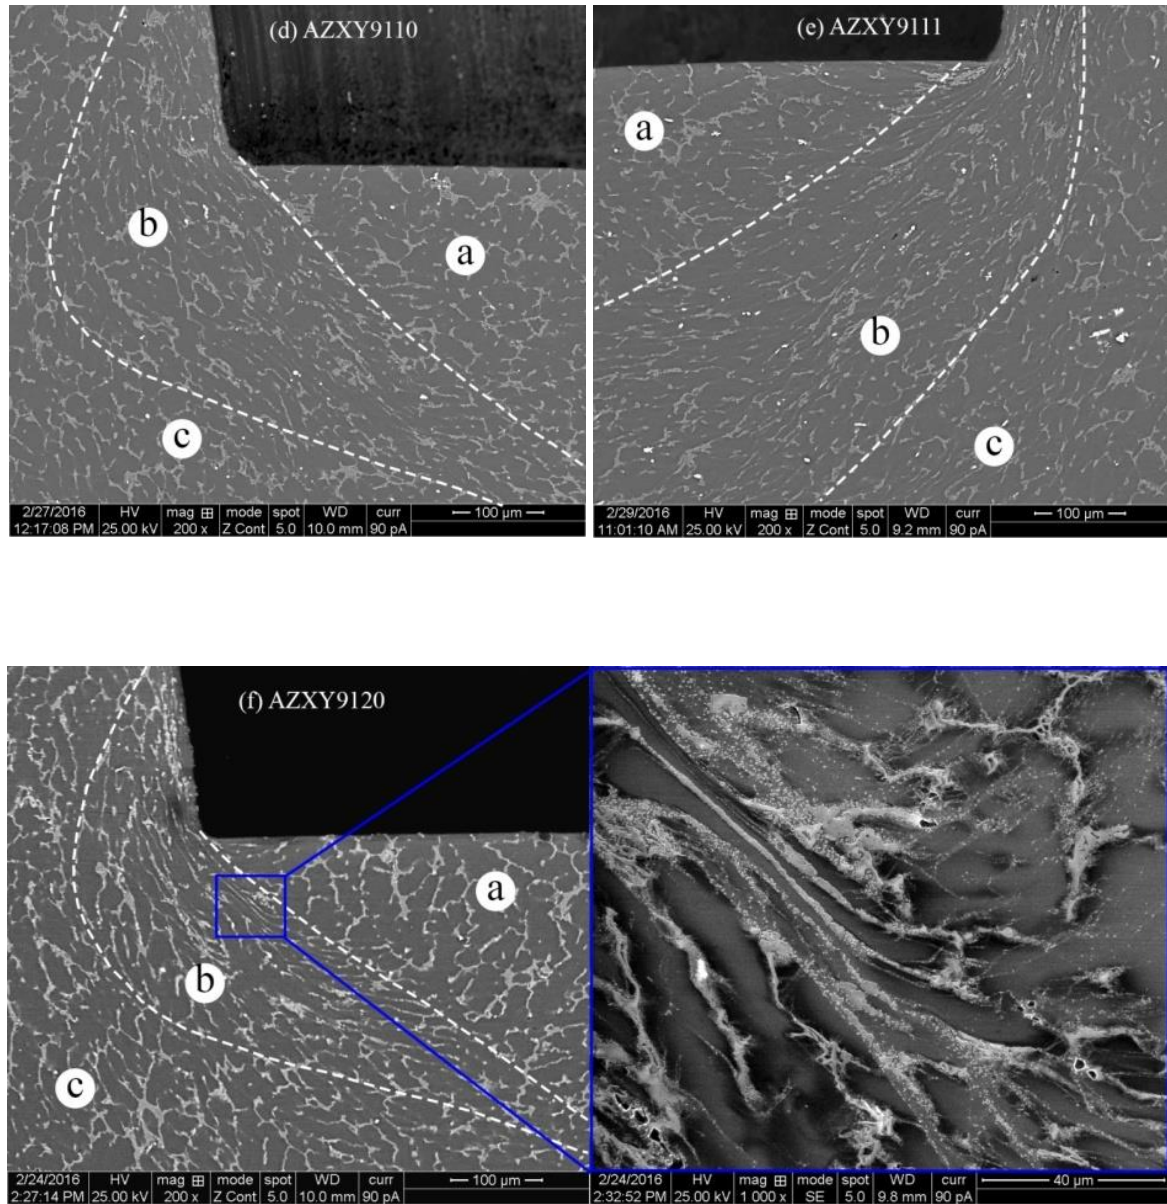 (d) AZXY9110
b
a
c
2/27/2016 HV mag mode spot WD curr 100 µm
12:17:08 PM 25.00 kV 200 x Z Cont 5.0 10.0 mm 90 pA
(e) AZXY9111
a
b
c
2/29/2016 HV mag mode spot WD curr 100 µm
11:01:10 AM 25.00 kV 200 x Z Cont 5.0 9.2 mm 90 pA
(f) AZXY9120
a
b
c
2/24/2016 HV mag mode spot WD curr 100 µm
2:27:14 PM 25.00 kV 200 x Z Cont 5.0 10.0 mm 90 pA
2/24/2016 HV mag mode spot WD curr 40 µm
2:32:52 PM 25.00 kV 1 000 x SE 5.0 9.8 mm 90 pA